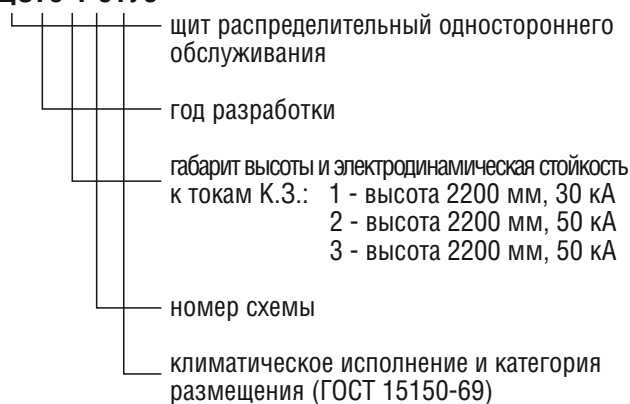 щит распределительный одностороннего
обслуживания
год разработки
габарит высоты и электродинамическая стойкость
к токам К.З.: 1 - высота 2200 мм, 30 кА
2 - высота 2200 мм, 50 кА
3 - высота 2200 мм, 50 кА
номер схемы
климатическое исполнение и категория
размещения (ГОСТ 15150-69)